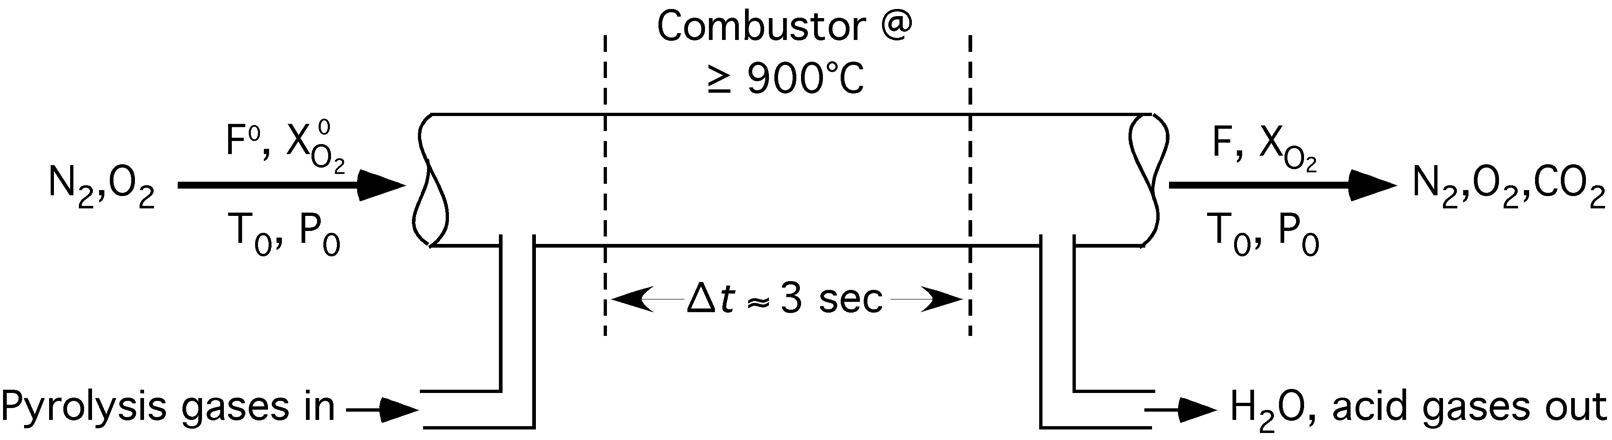 Combustor @
≥ 900°C
F⁰, X⁰O₂
N₂,O₂
T₀, P₀
F, XO₂
N₂,O₂,CO₂
T₀, P₀
Δt ≈ 3 sec
Pyrolysis gases in
H₂O, acid gases out